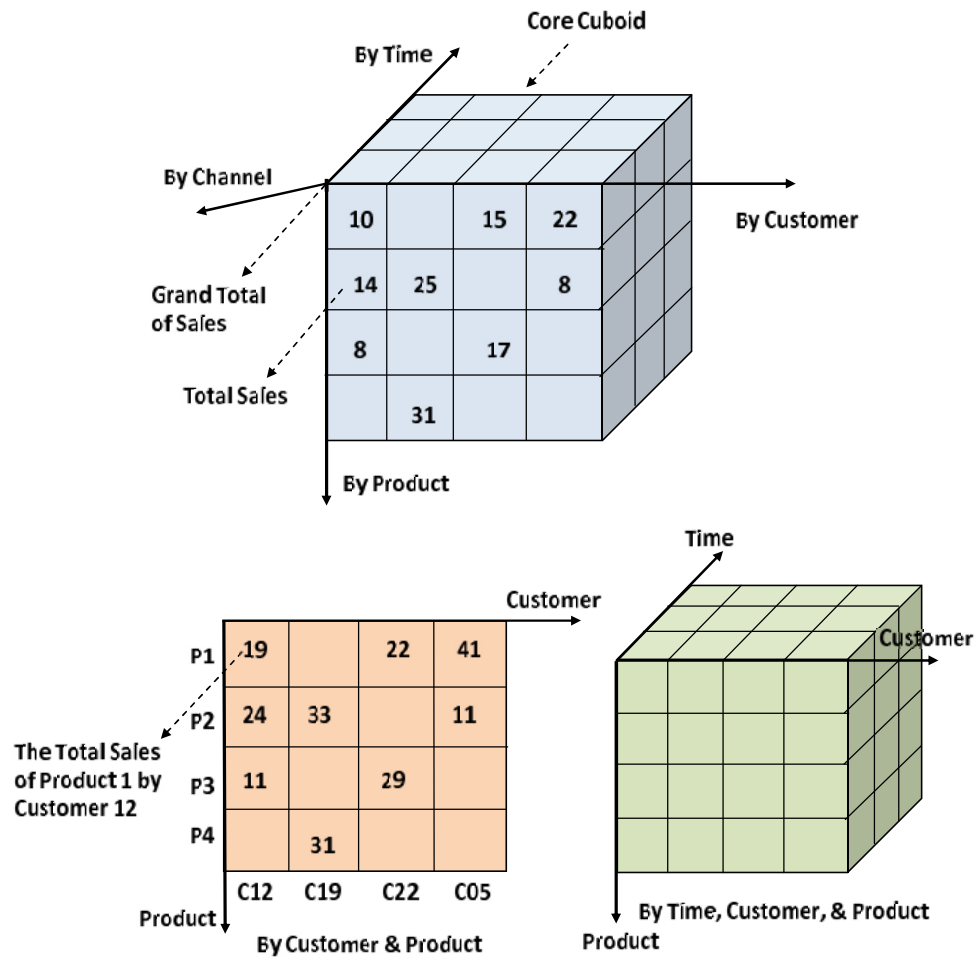 Core Cuboid
By Time
By Channel
By Customer
10 15 22
14 25 8
8 17
31
Grand Total
of Sales
Total Sales
By Product
Time
Customer
Customer
P1 19 22 41
P2 24 33 11
P3 11 29
P4 31
The Total Sales
of Product 1 by
Customer 12
C12 C19 C22 C05
Product
By Customer & Product
By Time, Customer, & Product
Product